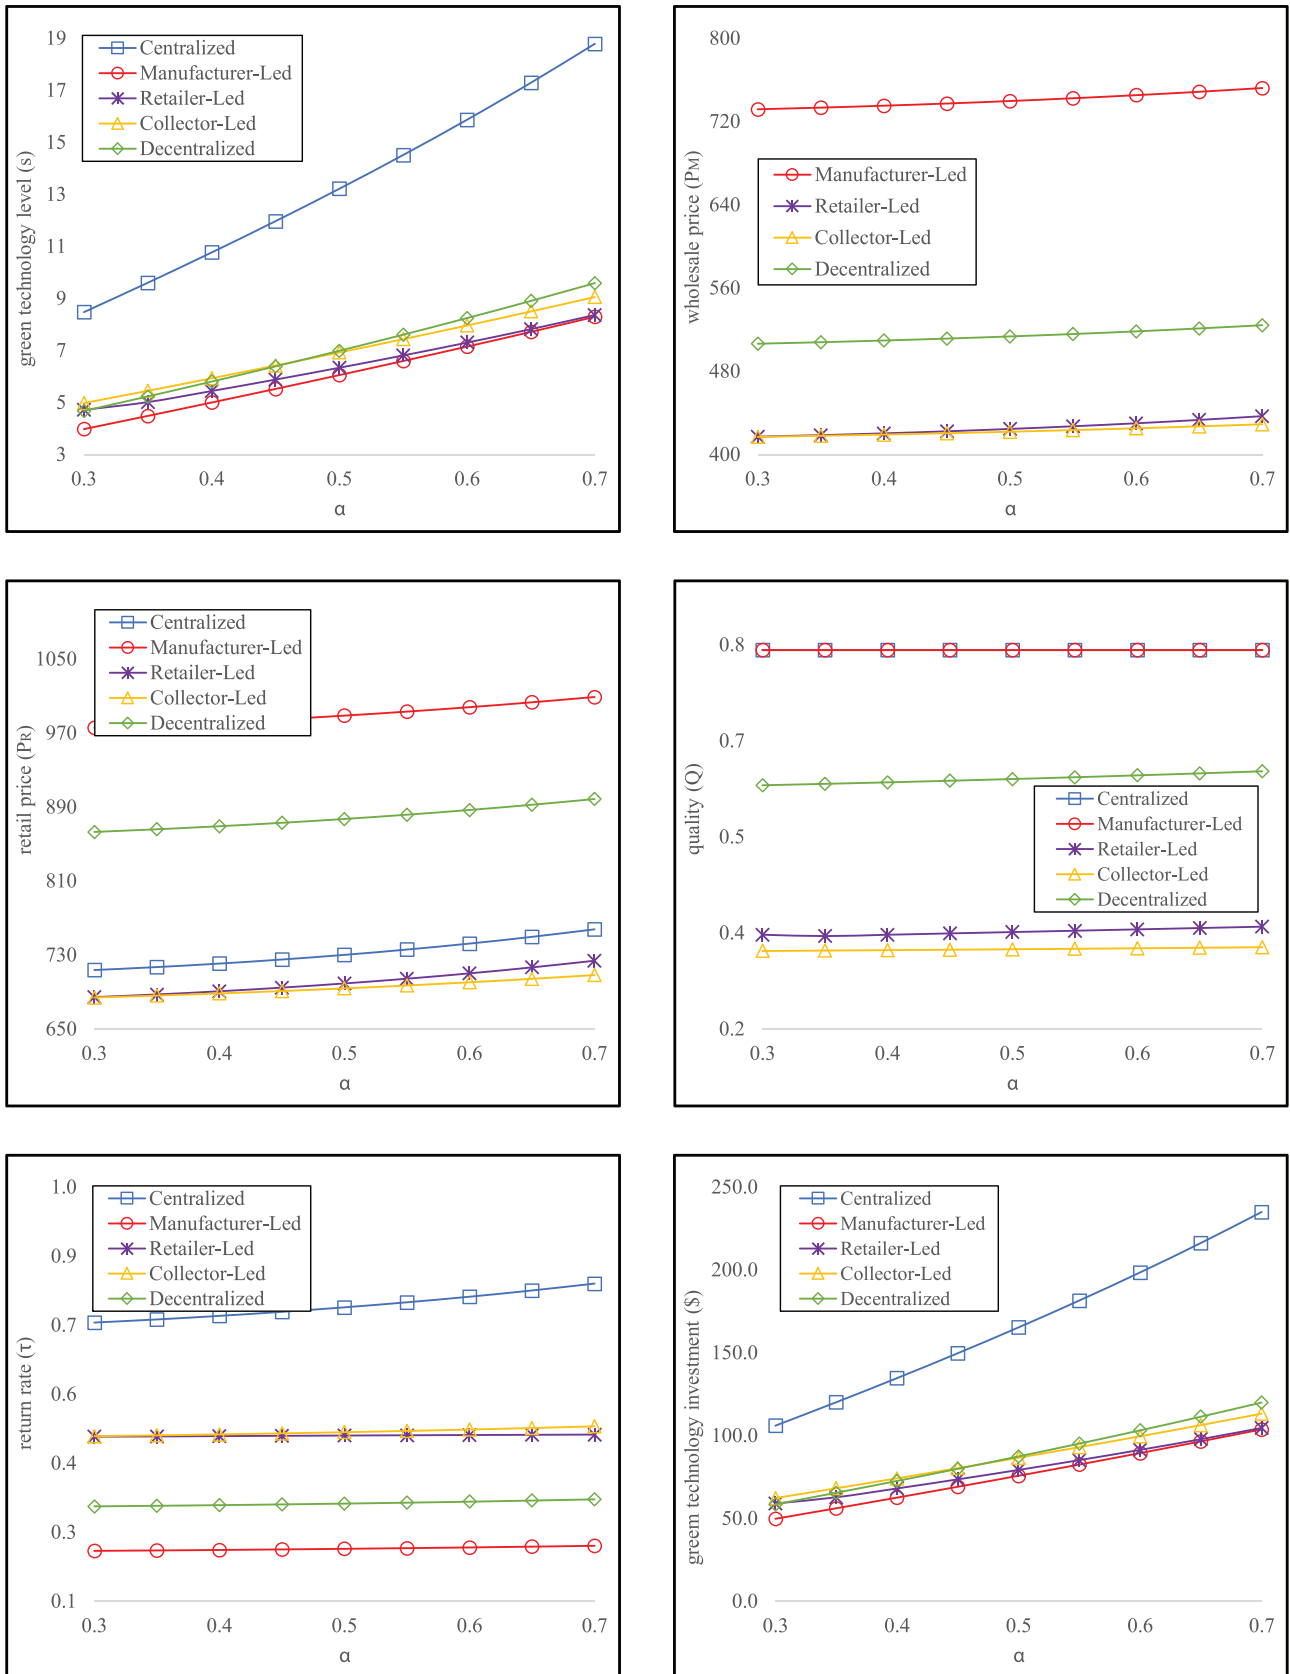 19
17
15
13
11
9
7
5
3
green technology level (s)
Centralized
Manufacturer-Led
Retailer-Led
Collector-Led
Decentralized
0.3 0.4 0.5 0.6 0.7
α
800
720
640
560
480
400
wholesale price (PM)
Manufacturer-Led
Retailer-Led
Collector-Led
Decentralized
0.3 0.4 0.5 0.6 0.7
α
1050
970
890
810
730
650
retail price (PR)
Centralized
Manufacturer-Led
Retailer-Led
Collector-Led
Decentralized
0.3 0.4 0.5 0.6 0.7
α
0.8
0.7
0.5
0.4
0.2
quality (Q)
Centralized
Manufacturer-Led
Retailer-Led
Collector-Led
Decentralized
0.3 0.4 0.5 0.6 0.7
α
1.0
0.9
0.7
0.6
0.4
0.3
0.1
return rate (τ)
Centralized
Manufacturer-Led
Retailer-Led
Collector-Led
Decentralized
0.3 0.4 0.5 0.6 0.7
α
250.0
200.0
150.0
100.0
50.0
0.0
greem technology investment ($)
Centralized
Manufacturer-Led
Retailer-Led
Collector-Led
Decentralized
0.3 0.4 0.5 0.6 0.7
α